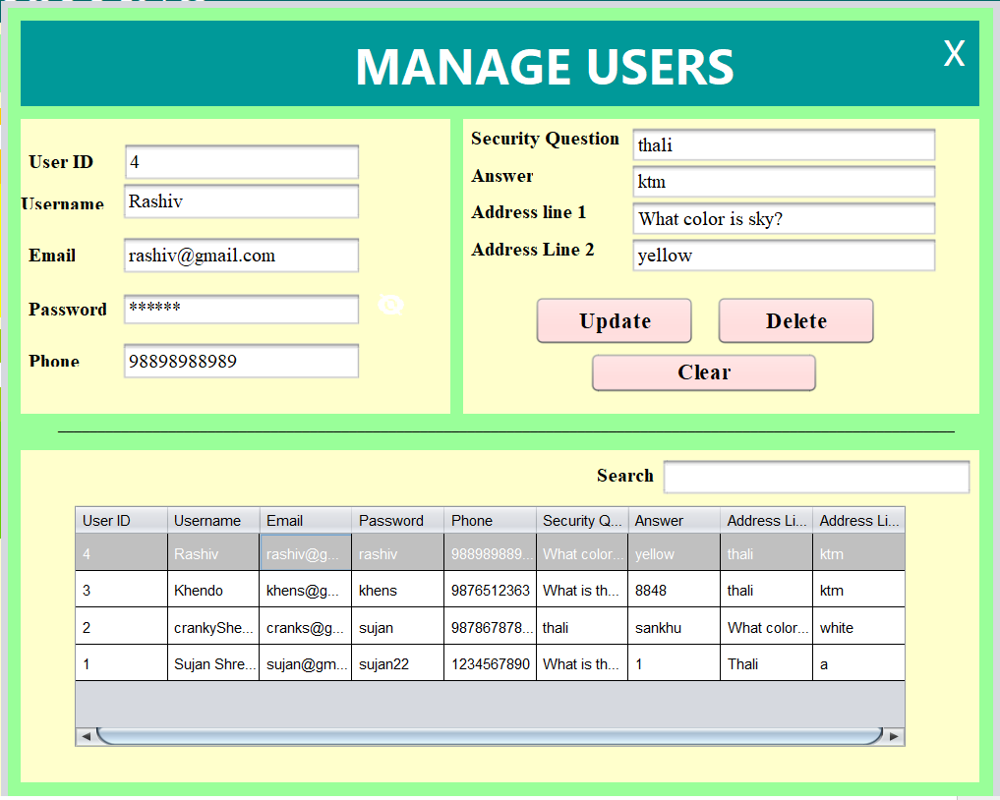 MANAGE USERS
X
User ID
4
Username
Rashiv
Email
rashiv@gmail.com
Password
******
Phone
98898988989
Security Question
thali
Answer
ktm
Address line 1
What color is sky?
Address Line 2
yellow
Update
Delete
Clear
Search
User ID Username Email Password Phone Security Q... Answer Address Li... Address Li...
4 Rashiv rashiv@g... rashiv 988989889... What color... yellow thali ktm
3 Khendo khens@g... khens 9876512363 What is th... 8848 thali ktm
2 crankyShe... cranks@g... sujan 987867878... thali sankhu What color... white
1 Sujan Shre... sujan@gm... sujan22 1234567890 What is th... 1 Thali a